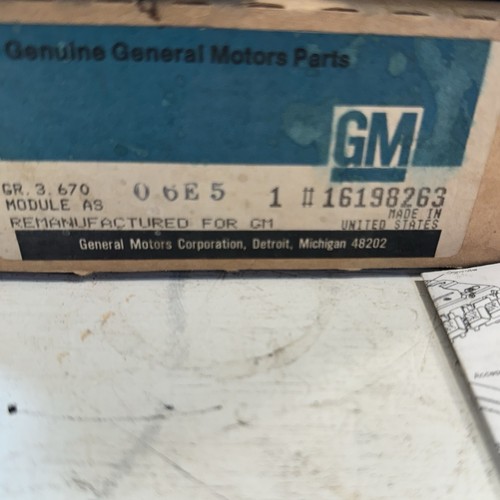 Genuine General Motors Parts
GM
GR. 3.670 06E5 1 # 16198263
MODULE AS MADE IN
REMANUFACTURED FOR GM UNITED STATES
General Motors Corporation, Detroit, Michigan 48202